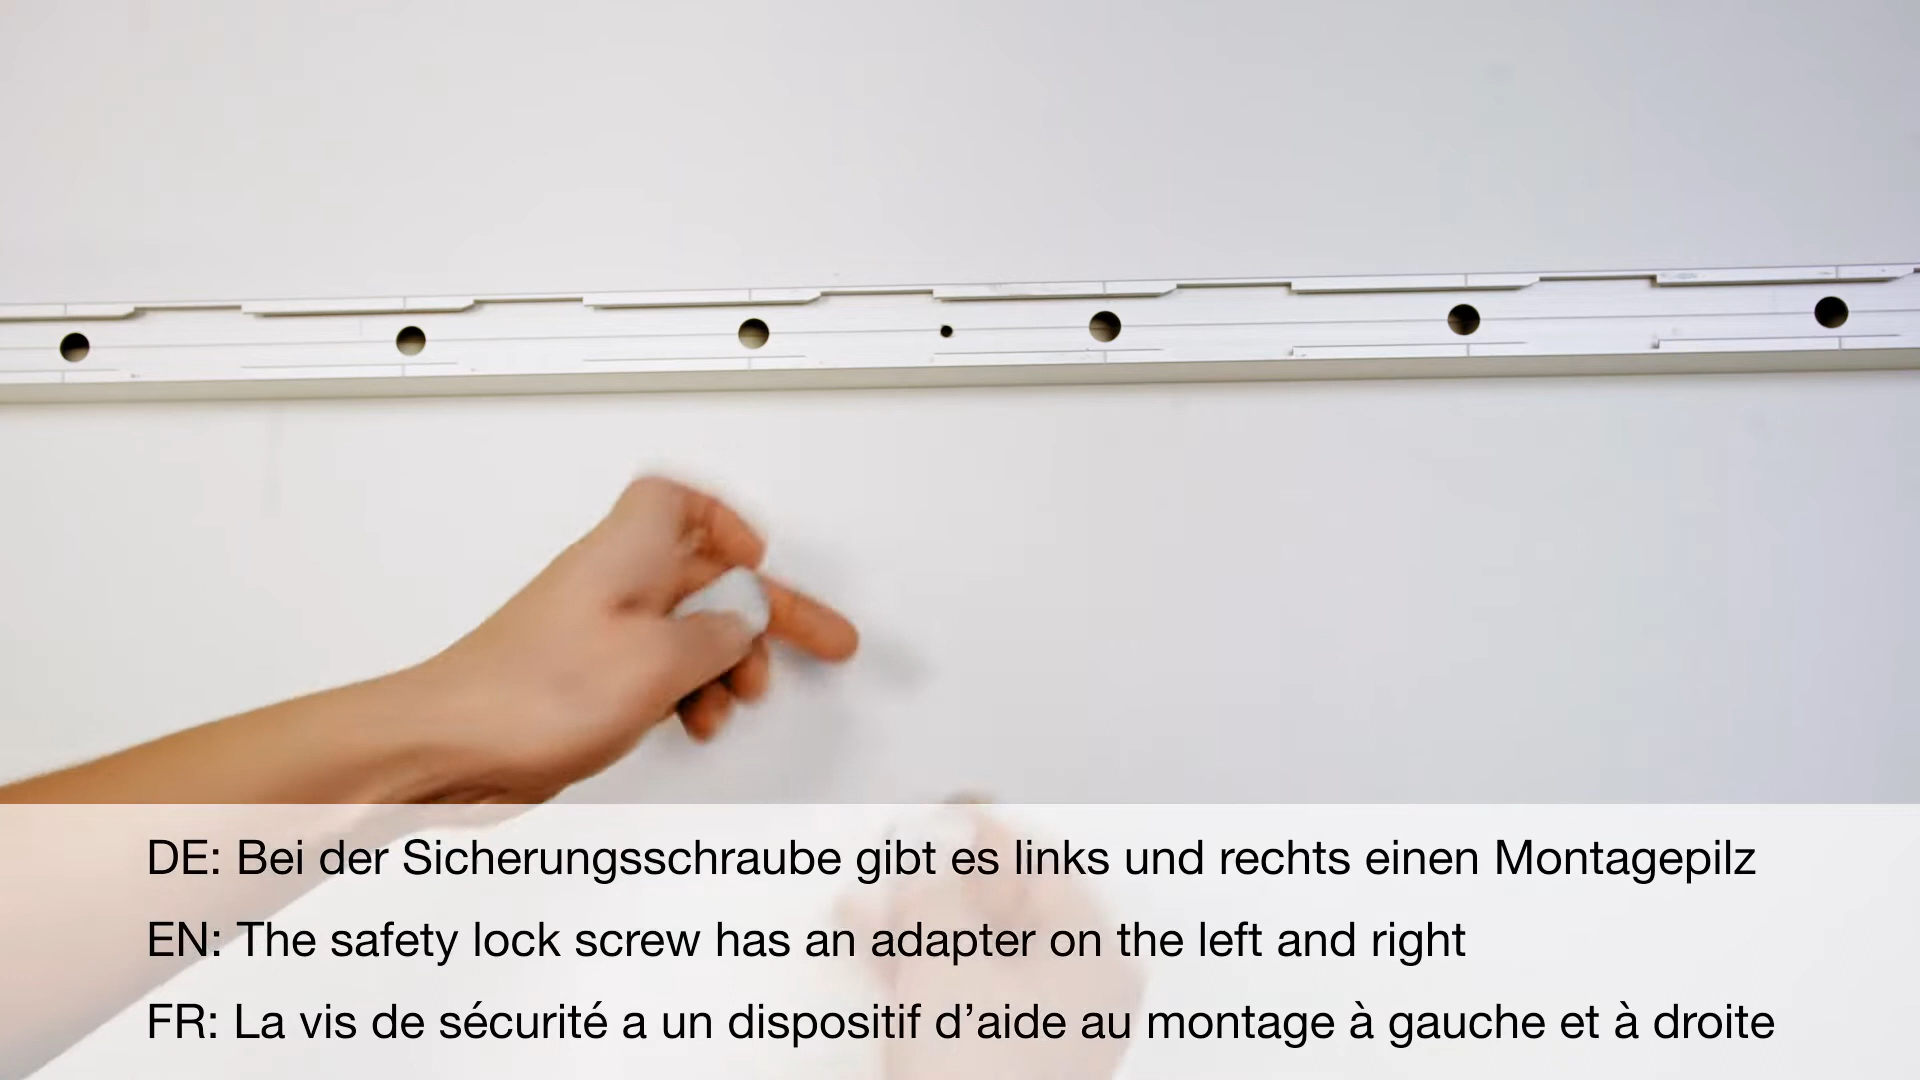 DE: Bei der Sicherungsschraube gibt es links und rechts einen Montagepilz
EN: The safety lock screw has an adapter on the left and right
FR: La vis de sécurité a un dispositif d’aide au montage à gauche et à droite